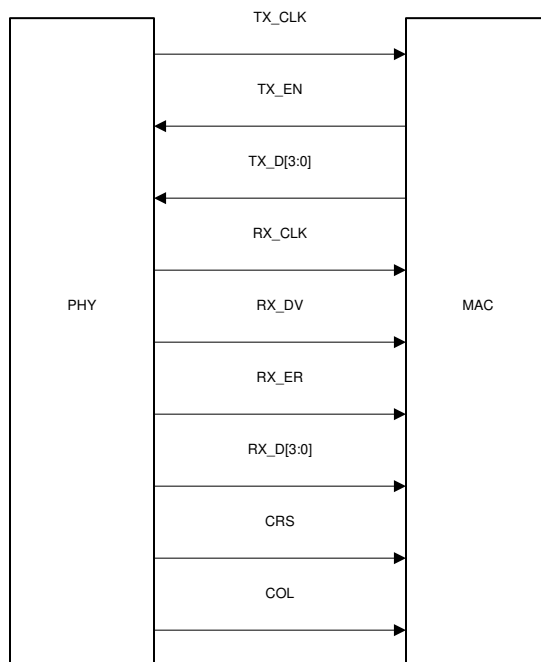 TX_CLK
TX_EN
TX_D[3:0]
RX_CLK
PHY
RX_DV
MAC
RX_ER
RX_D[3:0]
CRS
COL